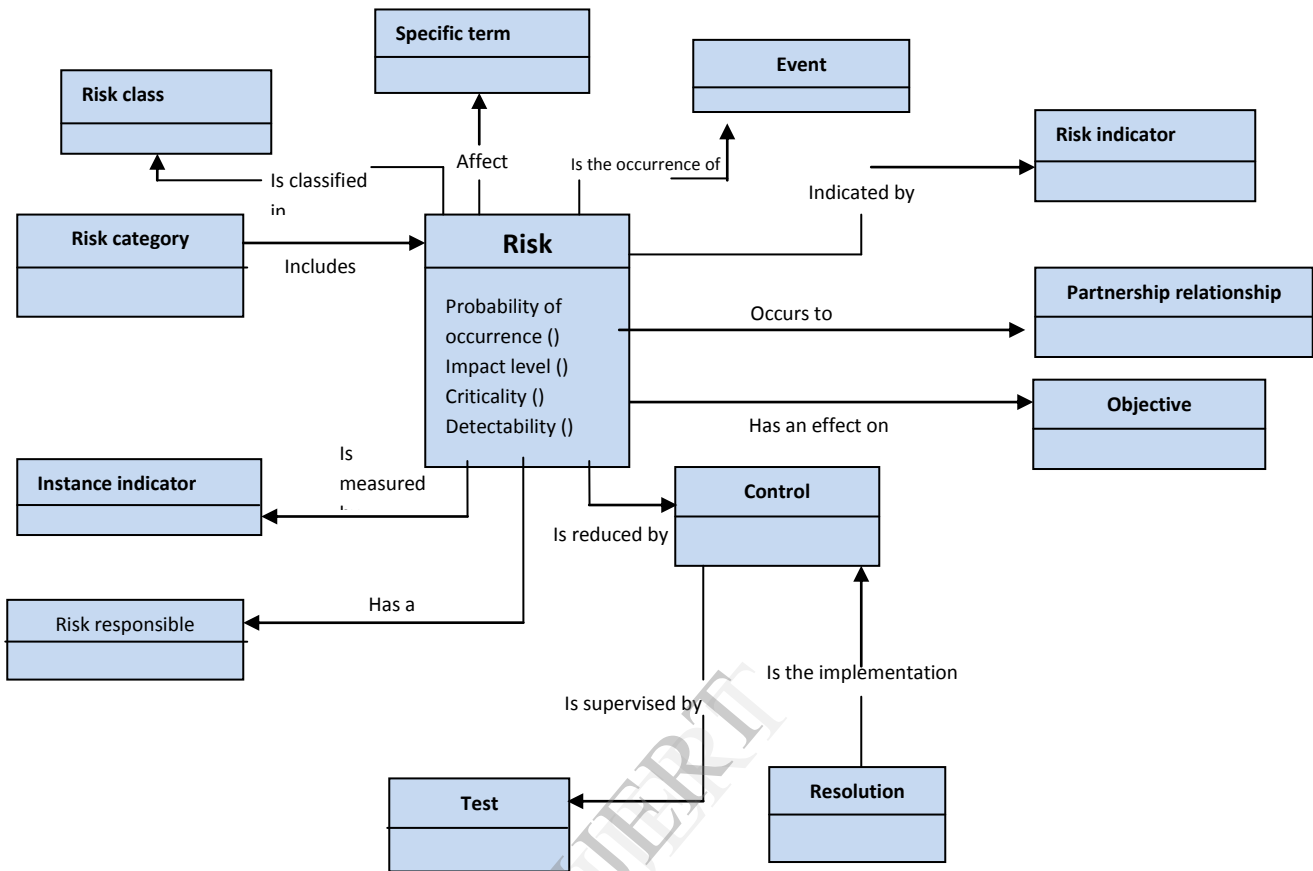 Specific term
Event
Risk class
Risk indicator
Affect
Is the occurrence of
Is classified
in
Indicated by
Risk category
Includes
Risk
Probability of
occurrence ()
Impact level ()
Criticality ()
Detectability ()
Partnership relationship
Occurs to
Objective
Has an effect on
Is
measured
Instance indicator
Control
Is reduced by
Has a
Risk responsible
Is the implementation
Is supervised by
Test
Resolution
IJERT